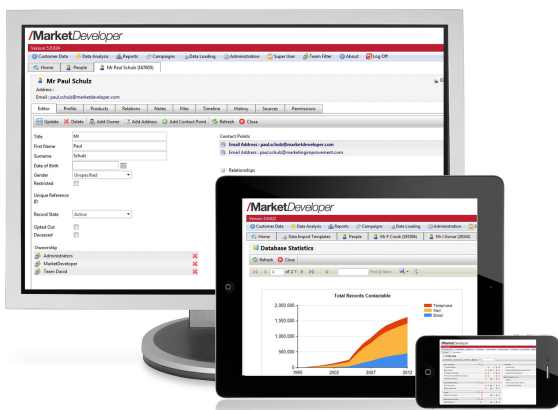 /MarketDeveloper
Version 5.0.024
Customer Data Data Analysis Reports Campaigns Data Loading Administration Super User Team Filter About Log Off
Home People Mr Paul Schulz (167805)
Mr Paul Schulz
Address :
Email : paul.schulz@marketdeveloper.com
Editor Profile Products Relations Notes Files Timeline History Sources Permissions
Update Delete Add Owner Add Address Add Contact Point Refresh Close
Title Mr
First Name Paul
Surname Schulz
Date of Birth
Gender Unspecified
Restricted
Unique Reference
ID
Record State Active
Opted Out
Deceased
Ownership
Administrators
MarketDeveloper
Team David
Contact Points
Email Address : paul.schulz@marketdeveloper.com
Email Address : paul.schulz@marketingimprovement.com
Relationships
/MarketDeveloper
Version 5.0.022
Customer Data Data Analysis Reports Campaigns Data Loading Administration
Home Data Import Templates People
Database Statistics
Refresh Close
1 of 2 ? Find | Next
Total Records Contactable
2,000,000
1,500,000
1,000,000
500,000
0
1995 2002 2007 2012
Telephone
Mail
Email
/MarketDeveloper